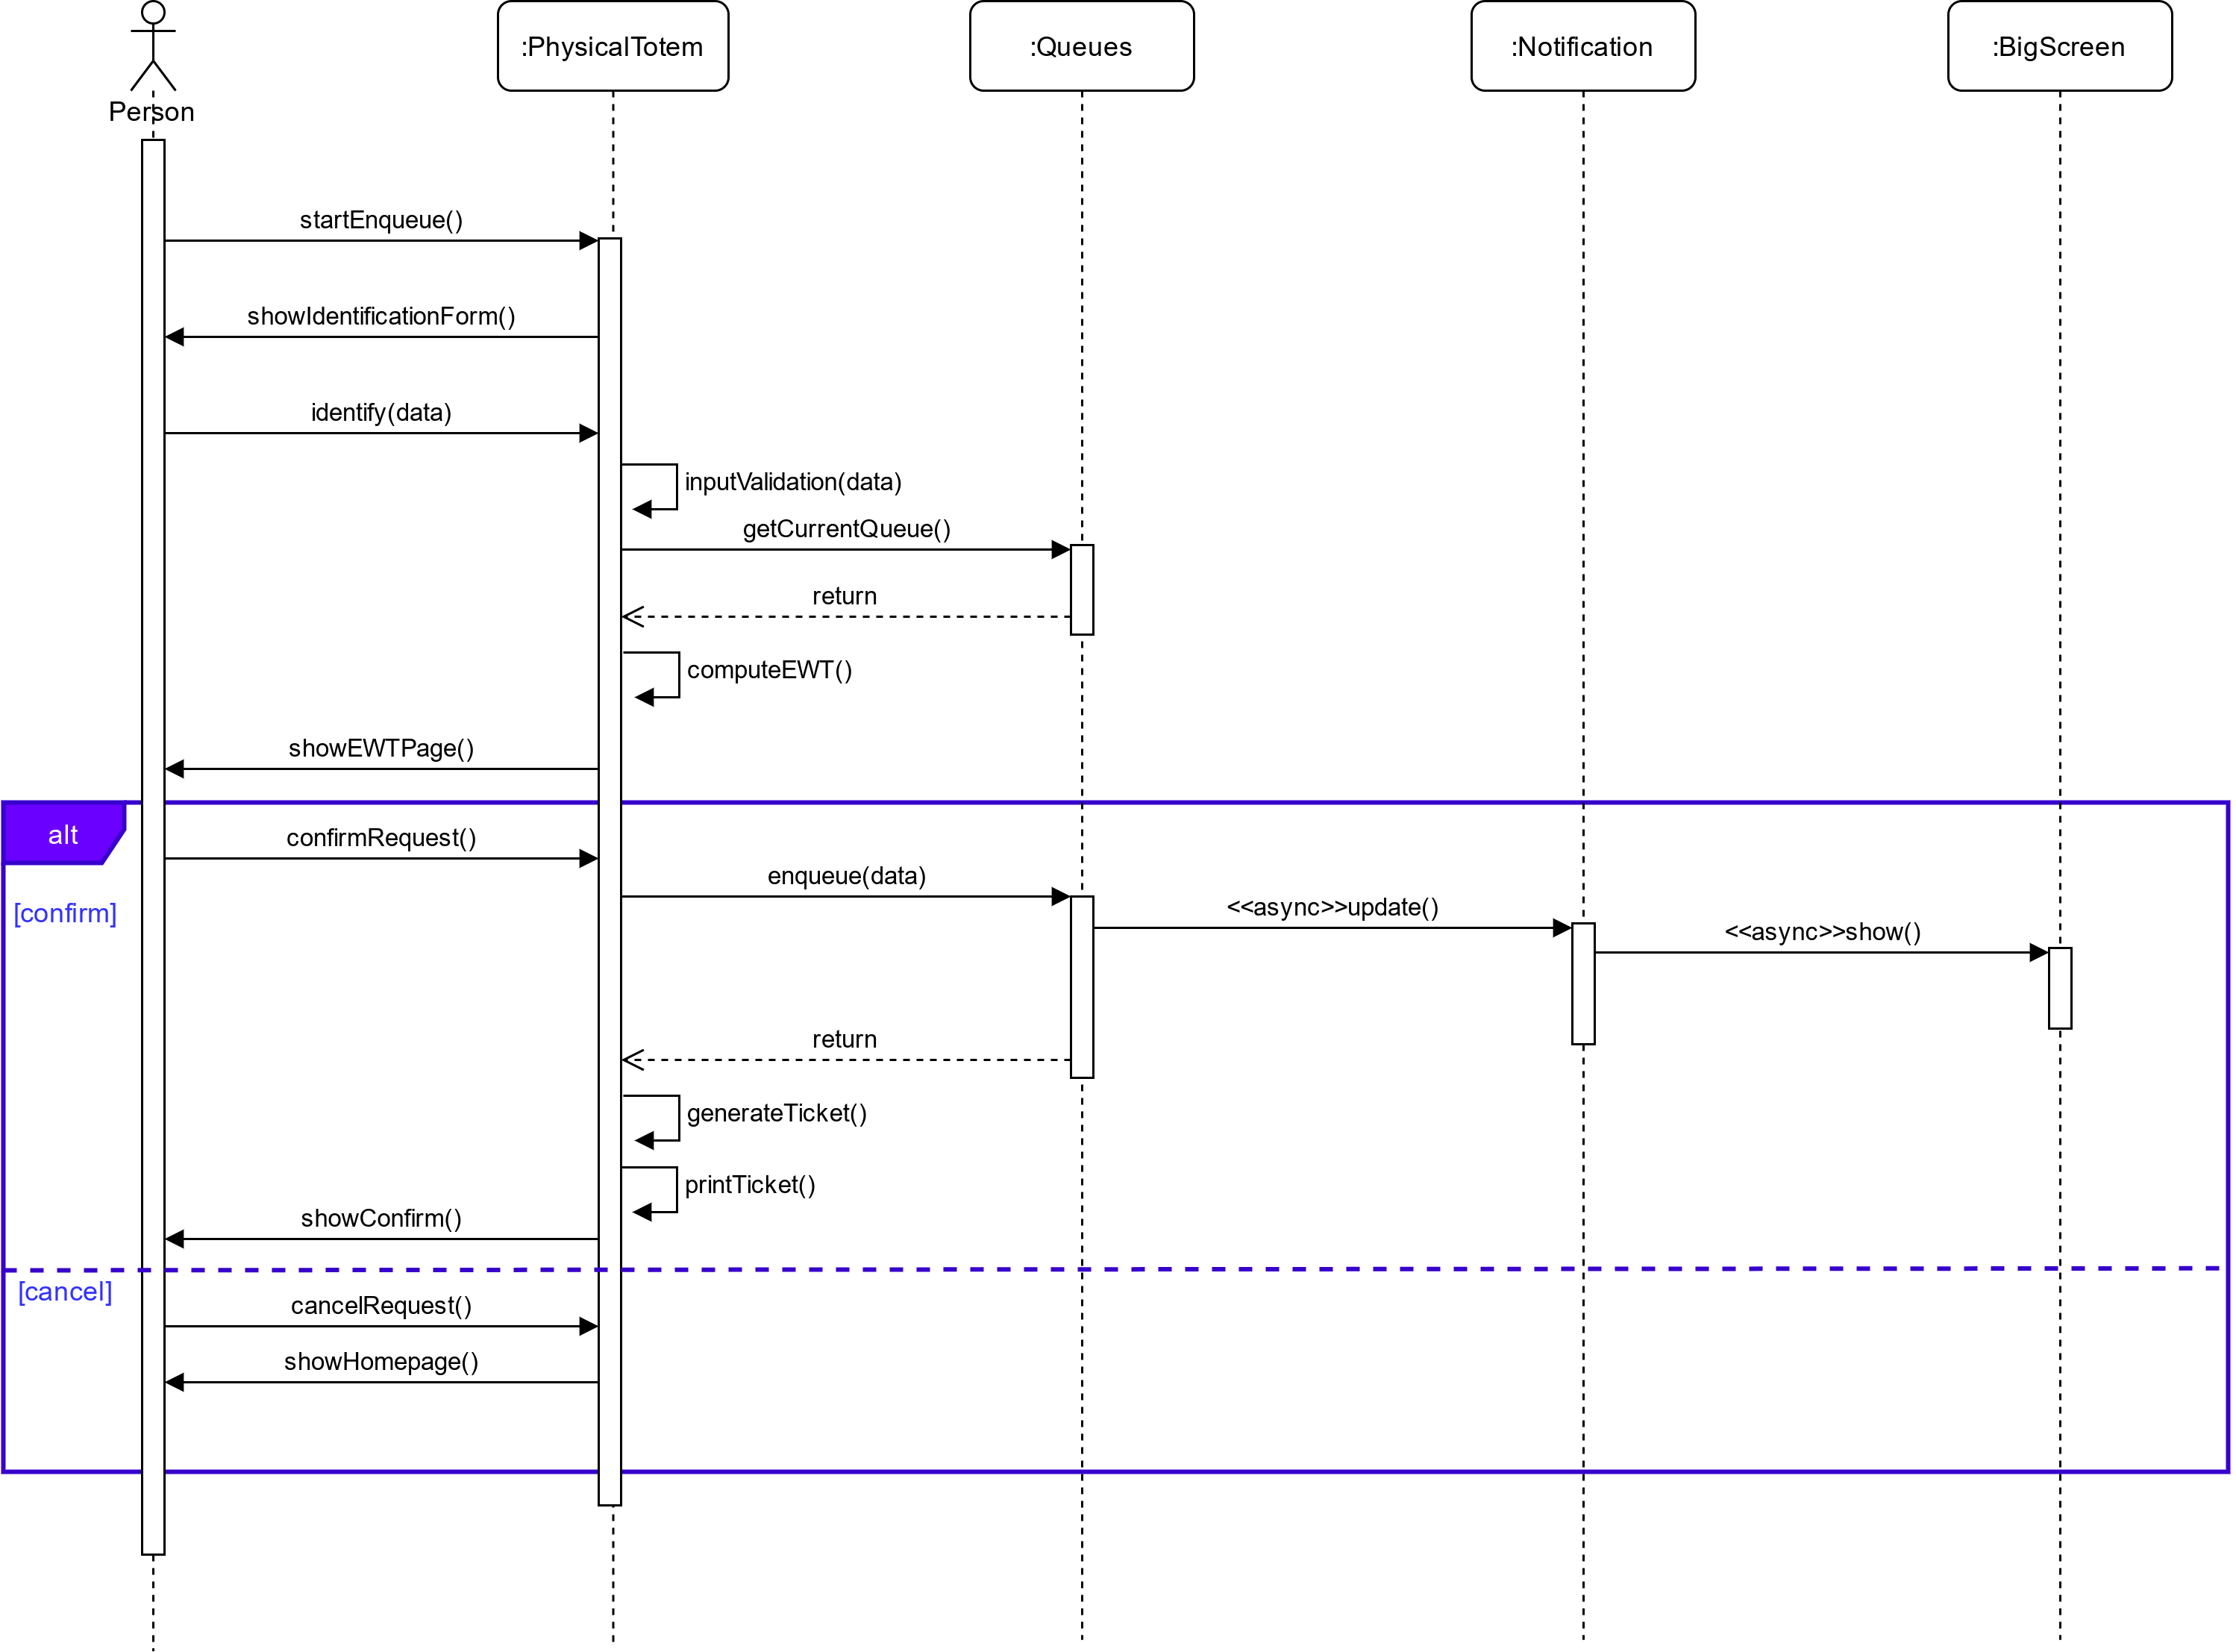 Person
:PhysicalTotem
:Queues
:Notification
:BigScreen
startEnqueue()
showIdentificationForm()
identify(data)
inputValidation(data)
getCurrentQueue()
return
computeEWT()
showEWTPage()
alt
confirmRequest()
enqueue(data)
[confirm]
<<async>>update()
<<async>>show()
return
generateTicket()
printTicket()
showConfirm()
[cancel]
cancelRequest()
showHomepage()